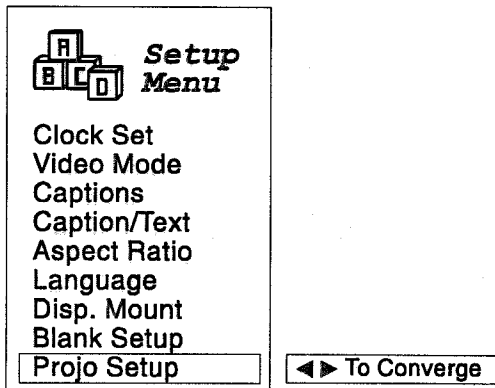 A
B C D
Setup
Menu
Clock Set
Video Mode
Captions
Caption/Text
Aspect Ratio
Language
Disp. Mount
Blank Setup
Projo Setup
◀▶ To Converge